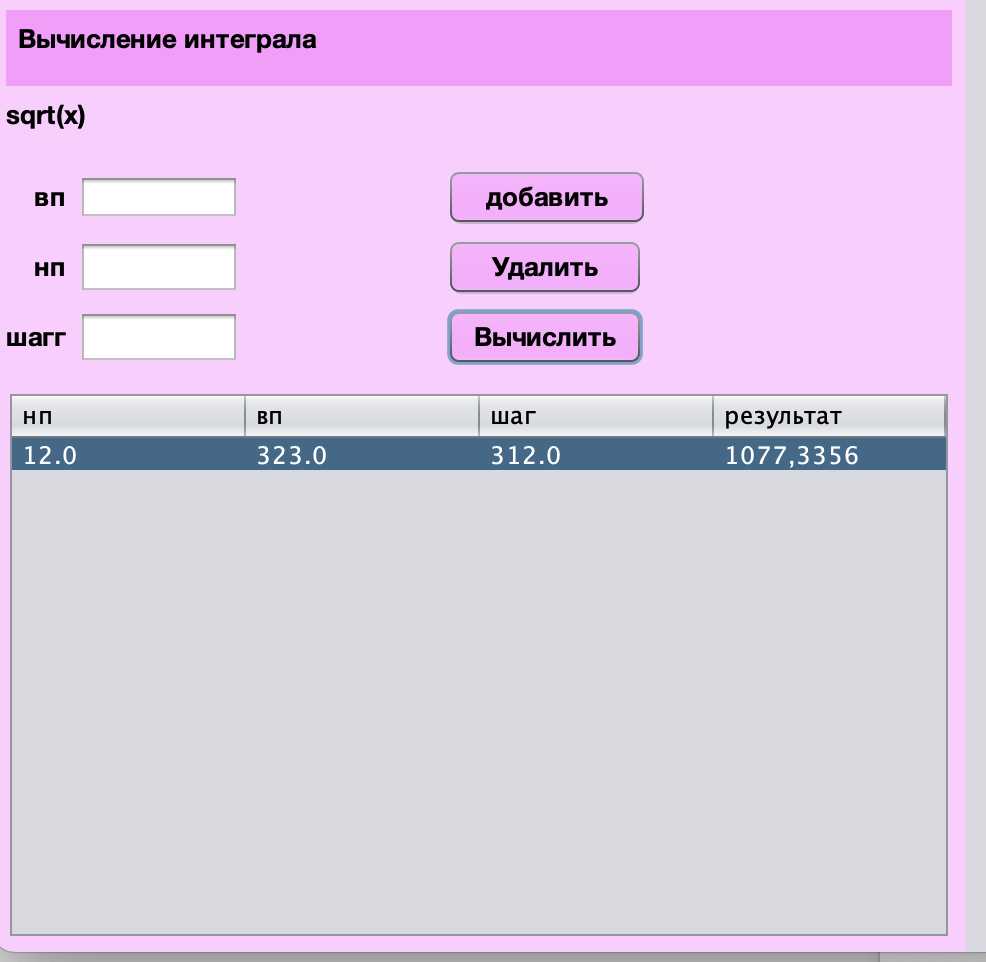 Вычисление интеграла
sqrt(x)
вп добавить
нп Удалить
шагг Вычислить
нп вп шаг результат
12.0 323.0 312.0 1077,3356